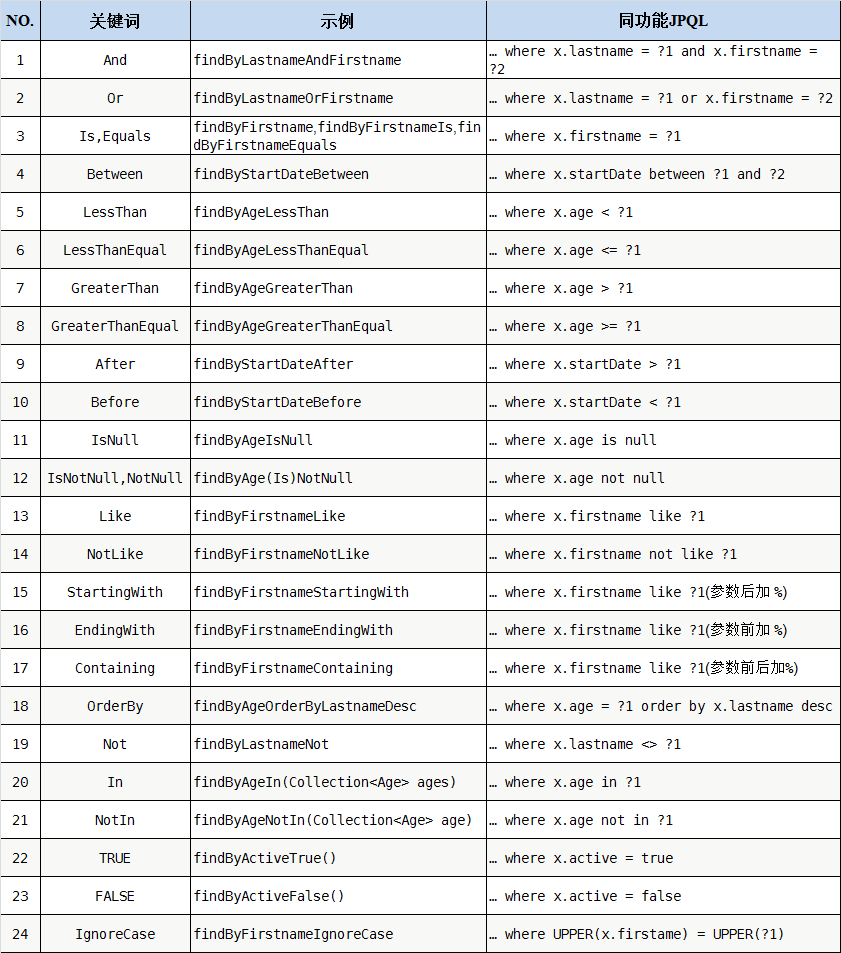 NO. 关键词 示例 同功能JPQL
1 And findByLastnameAndFirstname … where x.lastname = ?1 and x.firstname =
?2
2 Or findByLastnameOrFirstname … where x.lastname = ?1 or x.firstname = ?2
3 Is,Equals findByFirstname,findByFirstnameIs,fin
dByFirstnameEquals … where x.firstname = ?1
4 Between findByStartDateBetween … where x.startDate between ?1 and ?2
5 LessThan findByAgeLessThan … where x.age < ?1
6 LessThanEqual findByAgeLessThanEqual … where x.age <= ?1
7 GreaterThan findByAgeGreaterThan … where x.age > ?1
8 GreaterThanEqual findByAgeGreaterThanEqual … where x.age >= ?1
9 After findByStartDateAfter … where x.startDate > ?1
10 Before findByStartDateBefore … where x.startDate < ?1
11 IsNull findByAgeIsNull … where x.age is null
12 IsNotNull,NotNull findByAge(Is)NotNull … where x.age not null
13 Like findByFirstnameLike … where x.firstname like ?1
14 NotLike findByFirstnameNotLike … where x.firstname not like ?1
15 StartingWith findByFirstnameStartingWith … where x.firstname like ?1(参数后加 %)
16 EndingWith findByFirstnameEndingWith … where x.firstname like ?1(参数前加 %)
17 Containing findByFirstnameContaining … where x.firstname like ?1(参数前后加%)
18 OrderBy findByAgeOrderByLastnameDesc … where x.age = ?1 order by x.lastname desc
19 Not findByLastnameNot … where x.lastname <> ?1
20 In findByAgeIn(Collection<Age> ages) … where x.age in ?1
21 NotIn findByAgeNotIn(Collection<Age> age) … where x.age not in ?1
22 TRUE findByActiveTrue() … where x.active = true
23 FALSE findByActiveFalse() … where x.active = false
24 IgnoreCase findByFirstnameIgnoreCase … where UPPER(x.firstame) = UPPER(?1)